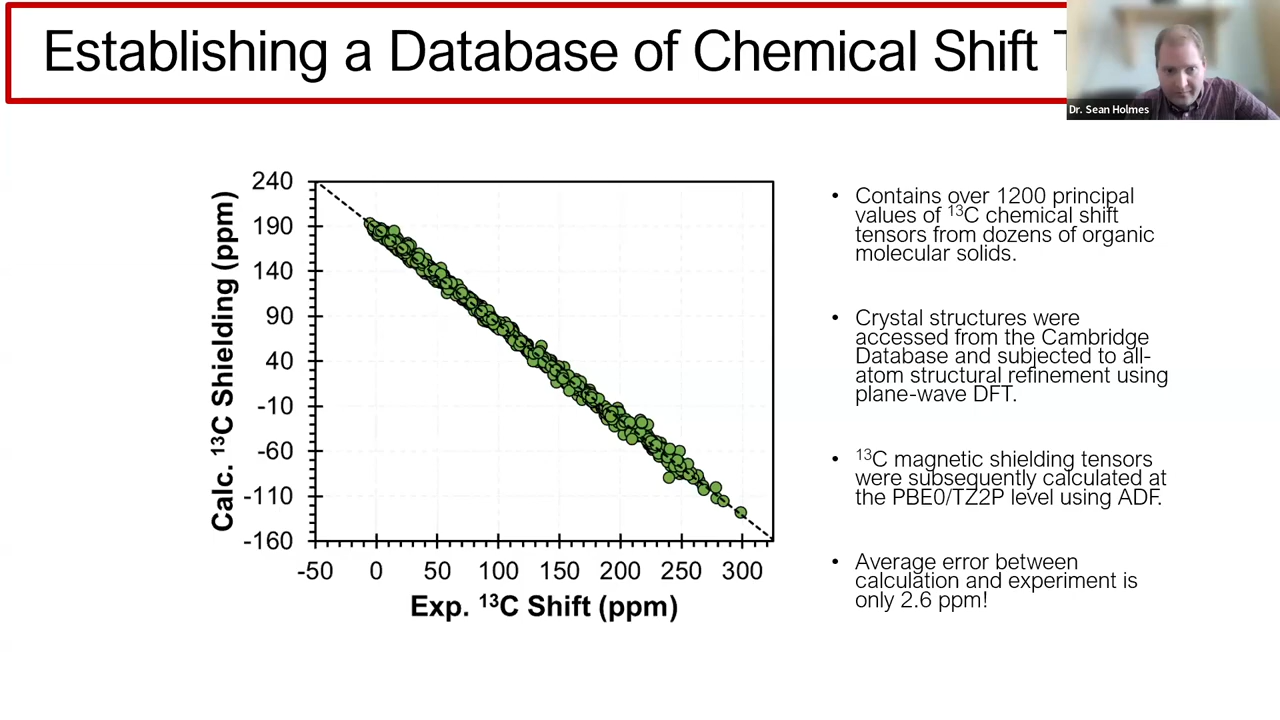 Establishing a Database of Chemical Shift
Dr. Sean Holmes
240
190
140
90
40
-10
-60
-110
-160
Calc. ¹³C Shielding (ppm)
-50 0 50 100 150 200 250 300
Exp. ¹³C Shift (ppm)
• Contains over 1200 principal
values of ¹³C chemical shift
tensors from dozens of organic
molecular solids.
• Crystal structures were
accessed from the Cambridge
Database and subjected to all-
atom structural refinement using
plane-wave DFT.
• ¹³C magnetic shielding tensors
were subsequently calculated at
the PBE0/TZ2P level using ADF.
• Average error between
calculation and experiment is
only 2.6 ppm!